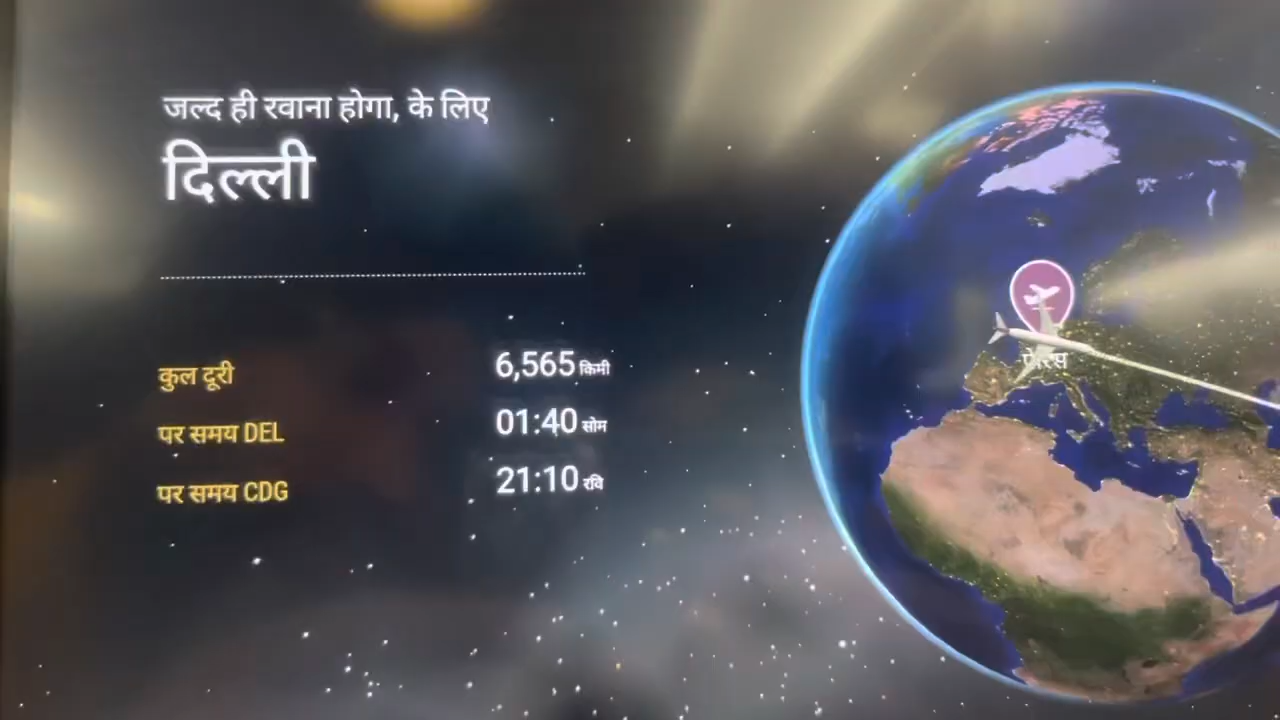 जल्द ही रवाना होगा, के लिए
दिल्ली
कुल दूरी 6,565 किमी
पर समय DEL 01:40 सोम
पर समय CDG 21:10 रवि